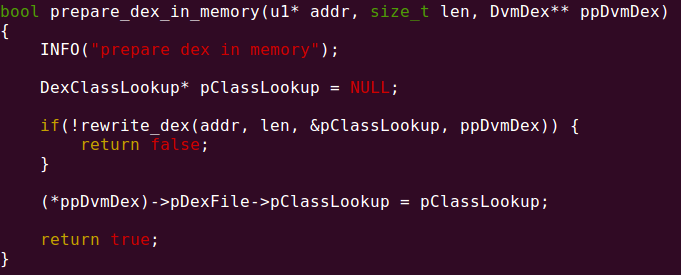 bool prepare_dex_in_memory(u1* addr, size_t len, DvmDex** ppDvmDex)
{
    INFO("prepare dex in memory");

    DexClassLookup* pClassLookup = NULL;

    if(!rewrite_dex(addr, len, &pClassLookup, ppDvmDex)) {
        return false;
    }

    (*ppDvmDex)->pDexFile->pClassLookup = pClassLookup;

    return true;
}